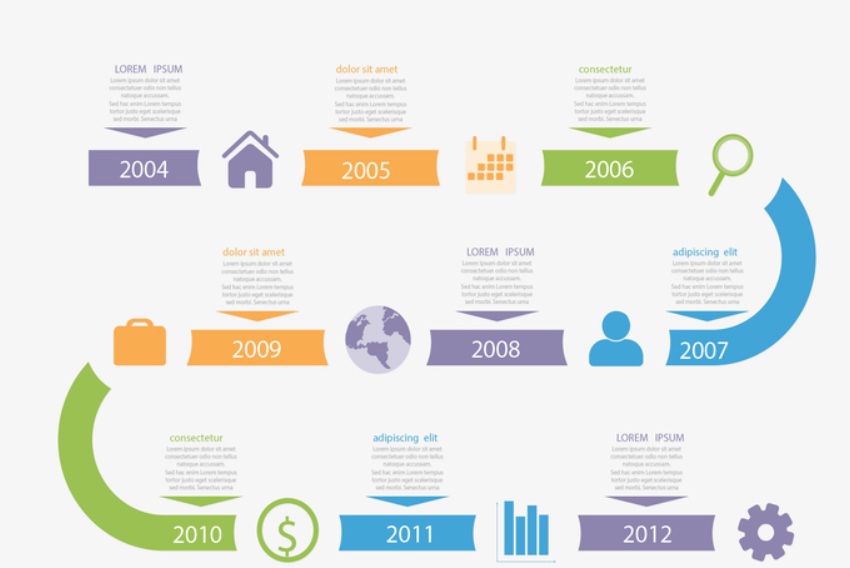 LOREM IPSUM
Lorem ipsum dolor sit amet
consectetuer odio non tellus
natoque accumsan.
Sed hac enim Lorem tempus
tortor justo eget scelerisque
sed morbi. Senectus urna
2004
dolor sit amet
Lorem ipsum dolor sit amet
consectetuer odio non tellus
natoque accumsan.
Sed hac enim Lorem tempus
tortor justo eget scelerisque
sed morbi. Senectus urna
2005
consectetur
Lorem ipsum dolor sit amet
consectetuer odio non tellus
natoque accumsan.
Sed hac enim Lorem tempus
tortor justo eget scelerisque
sed morbi. Senectus urna
2006
adipiscing elit
Lorem ipsum dolor sit amet
consectetuer odio non tellus
natoque accumsan.
Sed hac enim Lorem tempus
tortor justo eget scelerisque
sed morbi. Senectus urna
2007
LOREM IPSUM
Lorem ipsum dolor sit amet
consectetuer odio non tellus
natoque accumsan.
Sed hac enim Lorem tempus
tortor justo eget scelerisque
sed morbi. Senectus urna
2008
dolor sit amet
Lorem ipsum dolor sit amet
consectetuer odio non tellus
natoque accumsan.
Sed hac enim Lorem tempus
tortor justo eget scelerisque
sed morbi. Senectus urna
2009
consectetur
Lorem ipsum dolor sit amet
consectetuer odio non tellus
natoque accumsan.
Sed hac enim Lorem tempus
tortor justo eget scelerisque
sed morbi. Senectus urna
2010
$
adipiscing elit
Lorem ipsum dolor sit amet
consectetuer odio non tellus
natoque accumsan.
Sed hac enim Lorem tempus
tortor justo eget scelerisque
sed morbi. Senectus urna
2011
LOREM IPSUM
Lorem ipsum dolor sit amet
consectetuer odio non tellus
natoque accumsan.
Sed hac enim Lorem tempus
tortor justo eget scelerisque
sed morbi. Senectus urna
2012